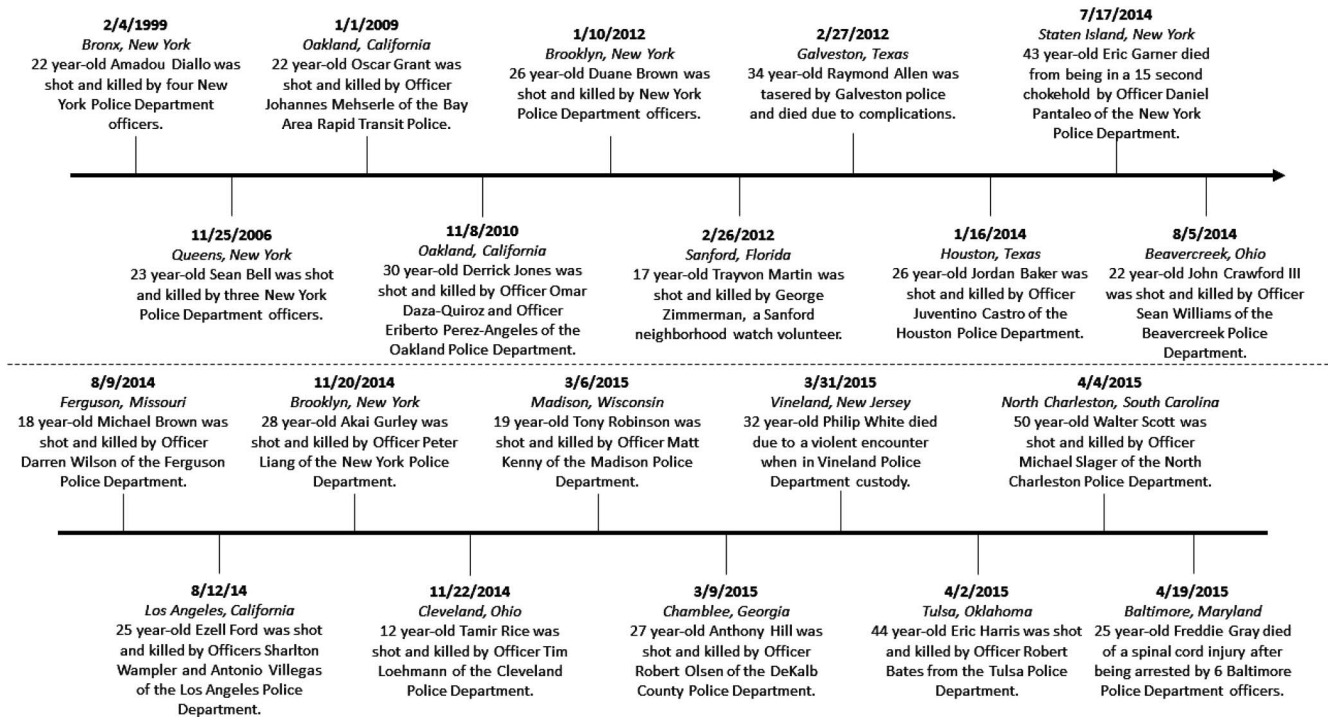 2/4/1999
Bronx, New York
22 year-old Amadou Diallo was
shot and killed by four New
York Police Department
officers.
1/1/2009
Oakland, California
22 year-old Oscar Grant was
shot and killed by Officer
Johannes Mehserle of the Bay
Area Rapid Transit Police.
1/10/2012
Brooklyn, New York
26 year-old Duane Brown was
shot and killed by New York
Police Department officers.
2/27/2012
Galveston, Texas
34 year-old Raymond Allen was
tasered by Galveston police
and died due to complications.
7/17/2014
Staten Island, New York
43 year-old Eric Garner died
from being in a 15 second
chokehold by Officer Daniel
Pantaleo of the New York
Police Department.
11/25/2006
Queens, New York
23 year-old Sean Bell was shot
and killed by three New York
Police Department officers.
11/8/2010
Oakland, California
30 year-old Derrick Jones was
shot and killed by Officer Omar
Daza-Quiroz and Officer
Eriberto Perez-Angeles of the
Oakland Police Department.
2/26/2012
Sanford, Florida
17 year-old Trayvon Martin was
shot and killed by George
Zimmerman, a Sanford
neighborhood watch volunteer.
1/16/2014
Houston, Texas
26 year-old Jordan Baker was
shot and killed by Officer
Juventino Castro of the
Houston Police Department.
8/5/2014
Beavercreek, Ohio
22 year-old John Crawford III
was shot and killed by Officer
Sean Williams of the
Beavercreek Police
Department.
8/9/2014
Ferguson, Missouri
18 year-old Michael Brown was
shot and killed by Officer
Darren Wilson of the Ferguson
Police Department.
11/20/2014
Brooklyn, New York
28 year-old Akai Gurley was
shot and killed by Officer Peter
Liang of the New York Police
Department.
3/6/2015
Madison, Wisconsin
19 year-old Tony Robinson was
shot and killed by Officer Matt
Kenny of the Madison Police
Department.
3/31/2015
Vineland, New Jersey
32 year-old Philip White died
due to a violent encounter
when in Vineland Police
Department custody.
4/4/2015
North Charleston, South Carolina
50 year-old Walter Scott was
shot and killed by Officer
Michael Slager of the North
Charleston Police Department.
8/12/14
Los Angeles, California
25 year-old Ezell Ford was shot
and killed by Officers Sharlton
Wampler and Antonio Villegas
of the Los Angeles Police
Department.
11/22/2014
Cleveland, Ohio
12 year-old Tamir Rice was
shot and killed by Officer Tim
Loehmann of the Cleveland
Police Department.
3/9/2015
Chamblee, Georgia
27 year-old Anthony Hill was
shot and killed by Officer
Robert Olsen of the DeKalb
County Police Department.
4/2/2015
Tulsa, Oklahoma
44 year-old Eric Harris was shot
and killed by Officer Robert
Bates from the Tulsa Police
Department.
4/19/2015
Baltimore, Maryland
25 year-old Freddie Gray died
of a spinal cord injury after
being arrested by 6 Baltimore
Police Department officers.